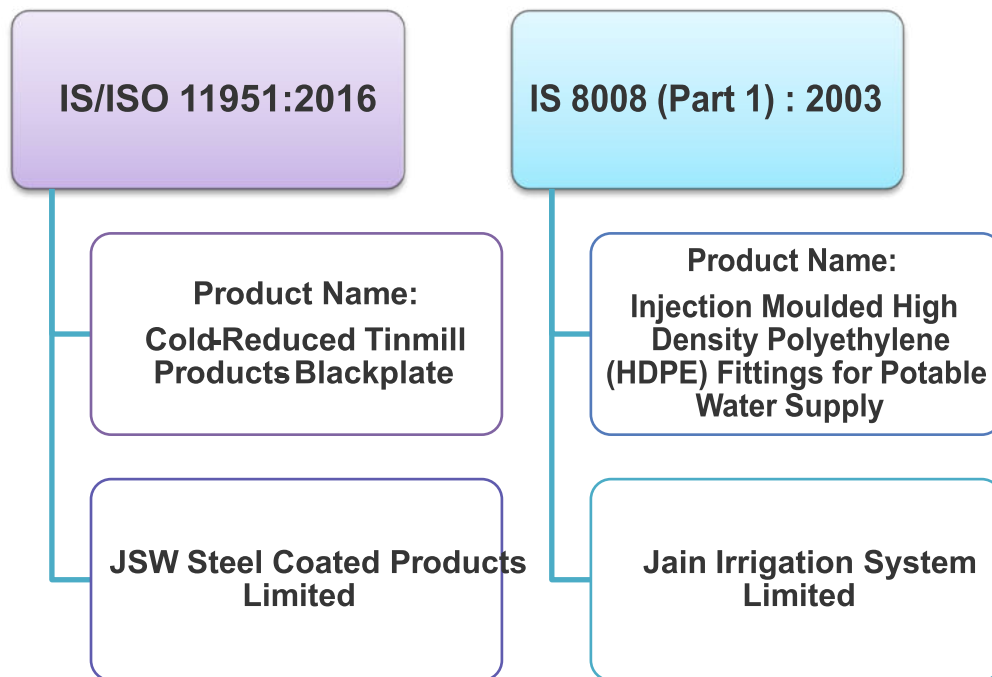 IS/ISO 11951:2016
Product Name:
Cold-Reduced Tinmill
Products-Blackplate
JSW Steel Coated Products
Limited
IS 8008 (Part 1) : 2003
Product Name:
Injection Moulded High
Density Polyethylene
(HDPE) Fittings for Potable
Water Supply
Jain Irrigation System
Limited